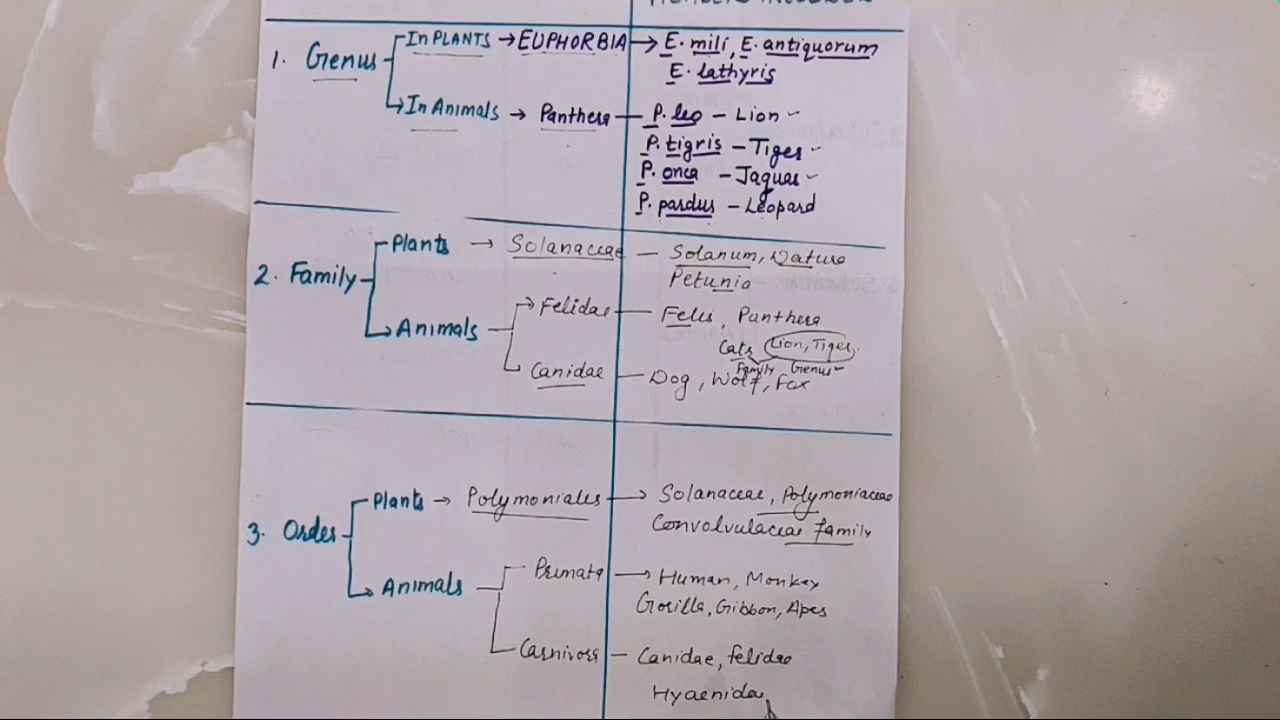 1. Genus In PLANTS → EUPHORBIA → E. mili, E. antiquorum
E. lathyris
In Animals → Panthera — P. leo – Lion
P. tigris – Tiger
P. onca – Jaguar
P. pardus – Leopard
2. Family Plants → Solanaceae — Solanum, Datura
Petunia
Animals Felidae — Felis, Panthera
Cats Lion, Tiger
Family Genus
Canidae — Dog, Wolf, Fox
3. Order Plants → Polymoniales → Solanaceae, Polymoniaceae
Convolvulaceae family
Animals Primata → Human, Monkey
Gorilla, Gibbon, Apes
Carnivora — Canidae, felidae
Hyaenidae